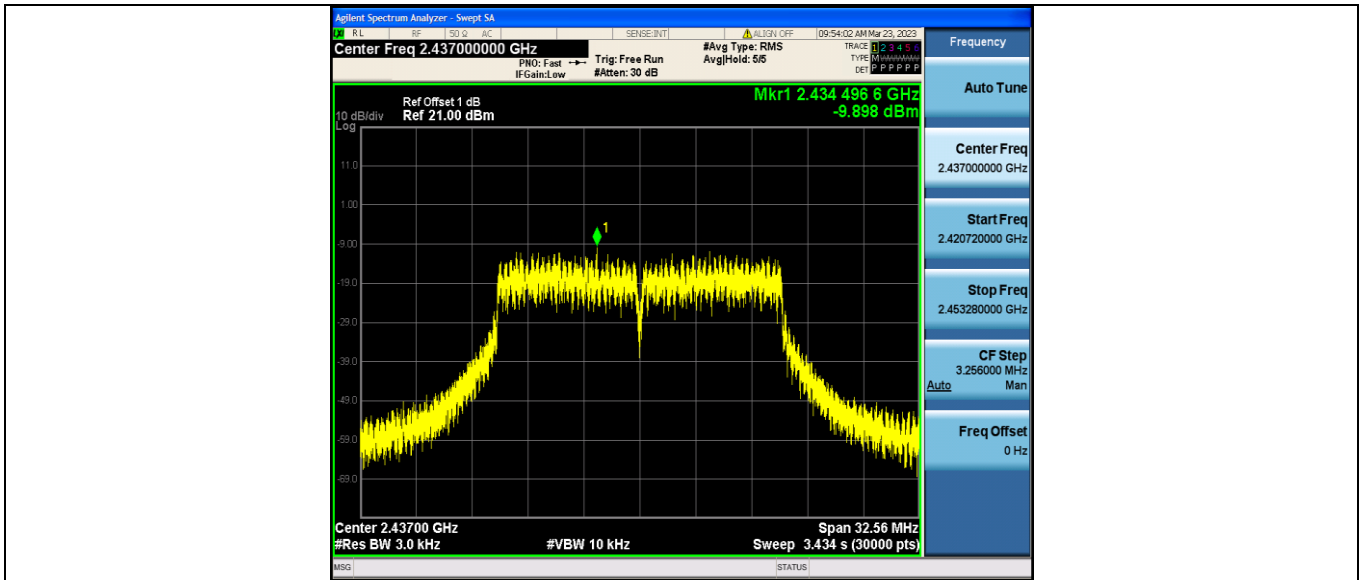 Agilent Spectrum Analyzer - Swept SA
RL RF 50 Ω AC SENSE:INT ALIGN OFF 09:54:02 AM Mar 23, 2023
Center Freq 2.437000000 GHz
PNO: Fast
IFGain:Low
Trig: Free Run
#Atten: 30 dB
#Avg Type: RMS
Avg|Hold: 5/5
TRACE 1 2 3 4 5 6
TYPE M
DET P P P P P P
Mkr1 2.434 496 6 GHz
-9.898 dBm
Ref Offset 1 dB
10 dB/div Ref 21.00 dBm
Log
11.0
1.00
-9.00
-19.0
-29.0
-39.0
-49.0
-59.0
-69.0
1
Center 2.43700 GHz Span 32.56 MHz
#Res BW 3.0 kHz #VBW 10 kHz Sweep 3.434 s (30000 pts)
MSG STATUS
Frequency
Auto Tune
Center Freq
2.437000000 GHz
Start Freq
2.420720000 GHz
Stop Freq
2.453280000 GHz
CF Step
3.256000 MHz
Auto Man
Freq Offset
0 Hz